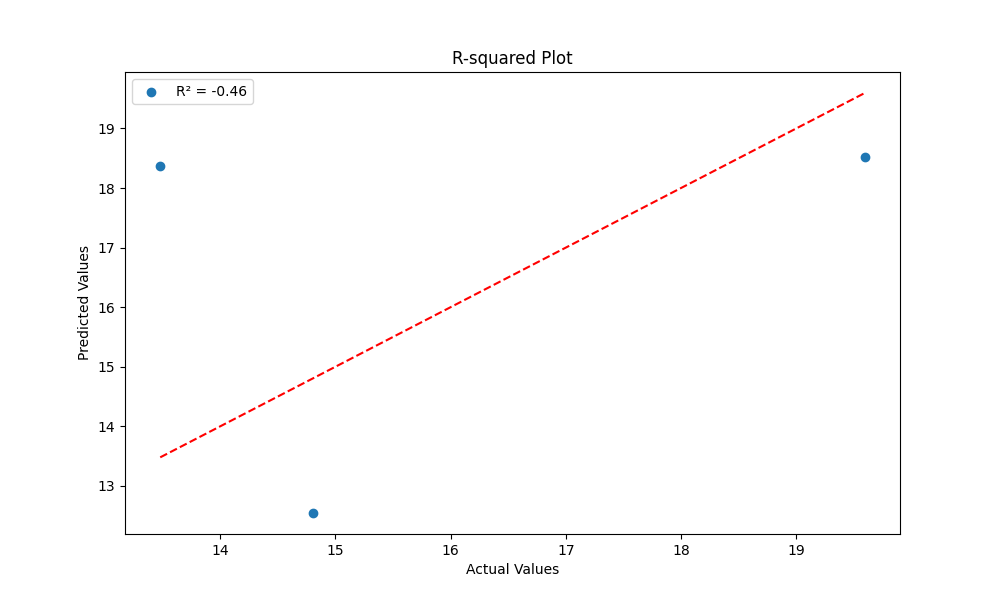 R-squared Plot
R² = -0.46
19
18
17
16
15
14
13
Predicted Values
14 15 16 17 18 19
Actual Values